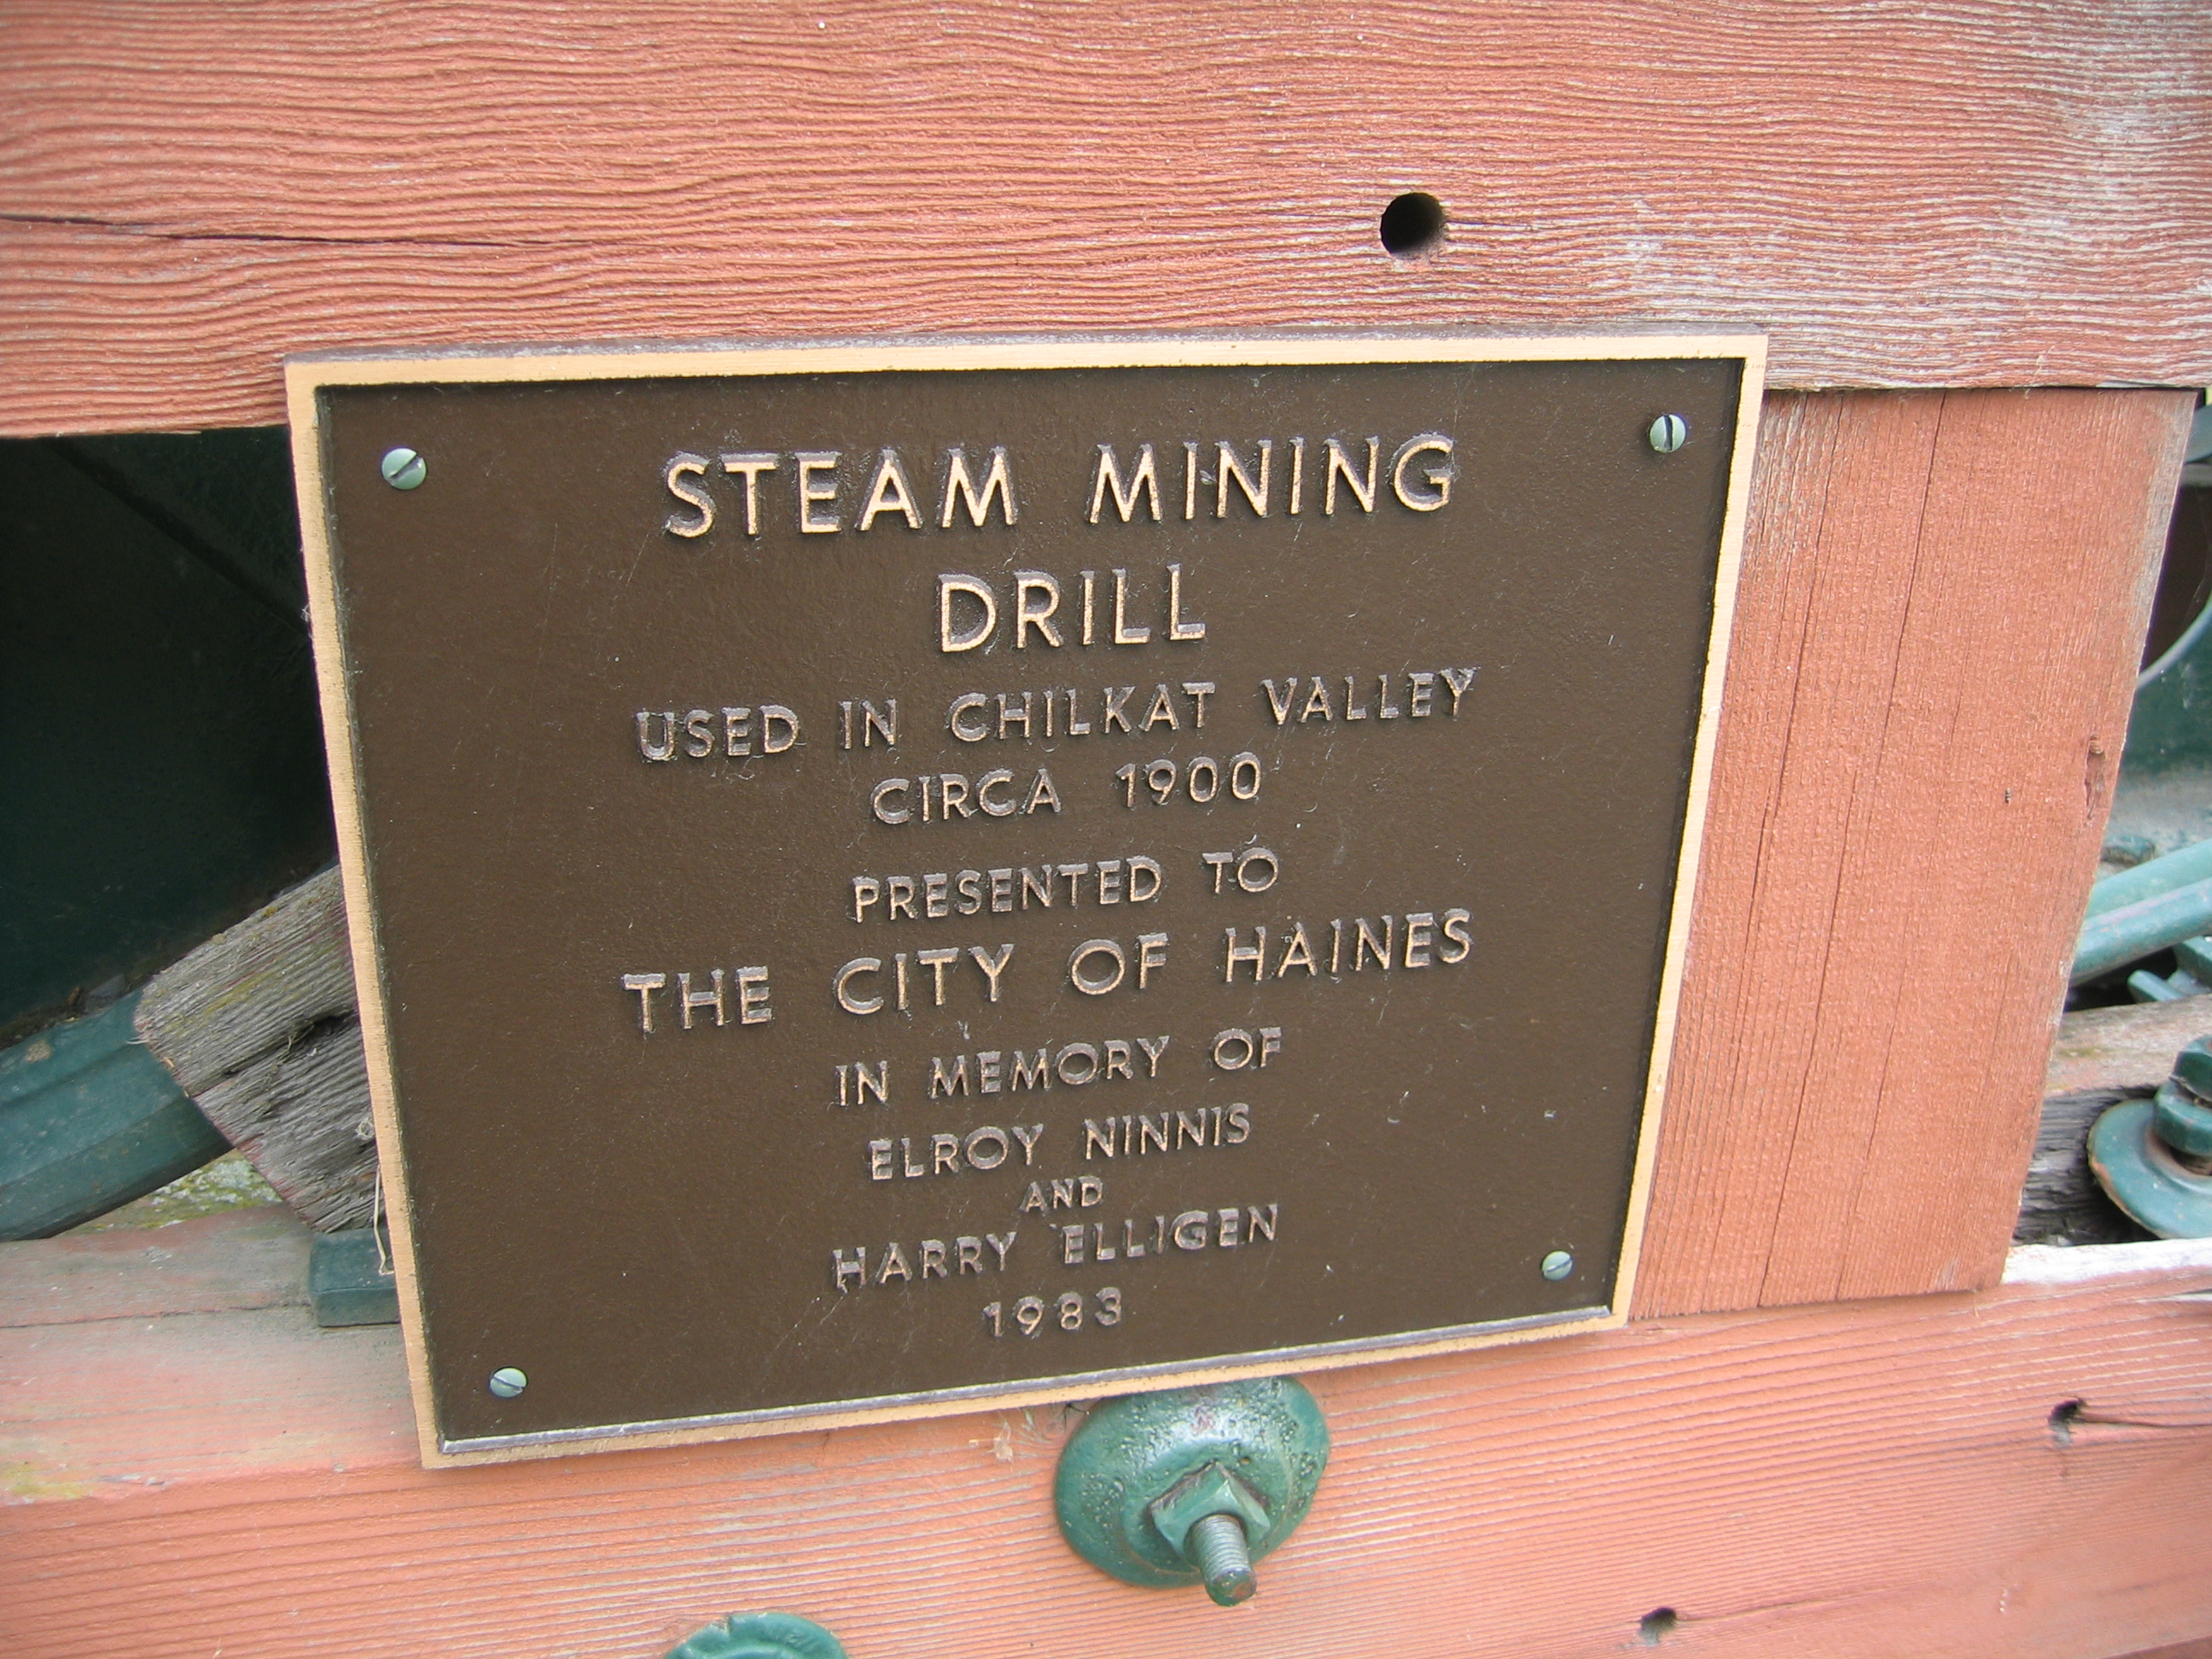 STEAM MINING
DRILL
USED IN CHILKAT VALLEY
CIRCA 1900
PRESENTED TO
THE CITY OF HAINES
IN MEMORY OF
ELROY NINNIS
AND
HARRY ELLIGEN
1983